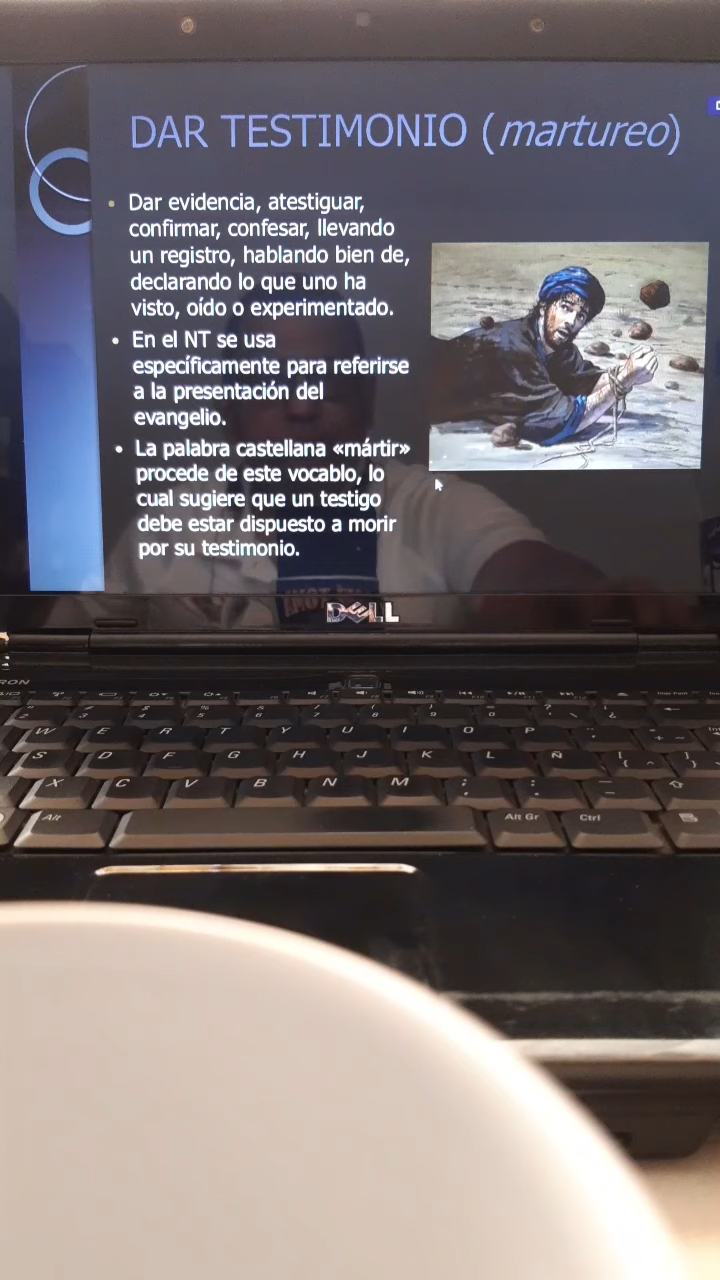 DAR TESTIMONIO (martureo)
• Dar evidencia, atestiguar,
confirmar, confesar, llevando
un registro, hablando bien de,
declarando lo que uno ha
visto, oído o experimentado.
• En el NT se usa
específicamente para referirse
a la presentación del
evangelio.
• La palabra castellana «mártir»
procede de este vocablo, lo
cual sugiere que un testigo
debe estar dispuesto a morir
por su testimonio.
DELL
RON
W E R T Y U I O P
S D F G H J K L Ñ
X C V B N M
Alt Alt Gr Ctrl